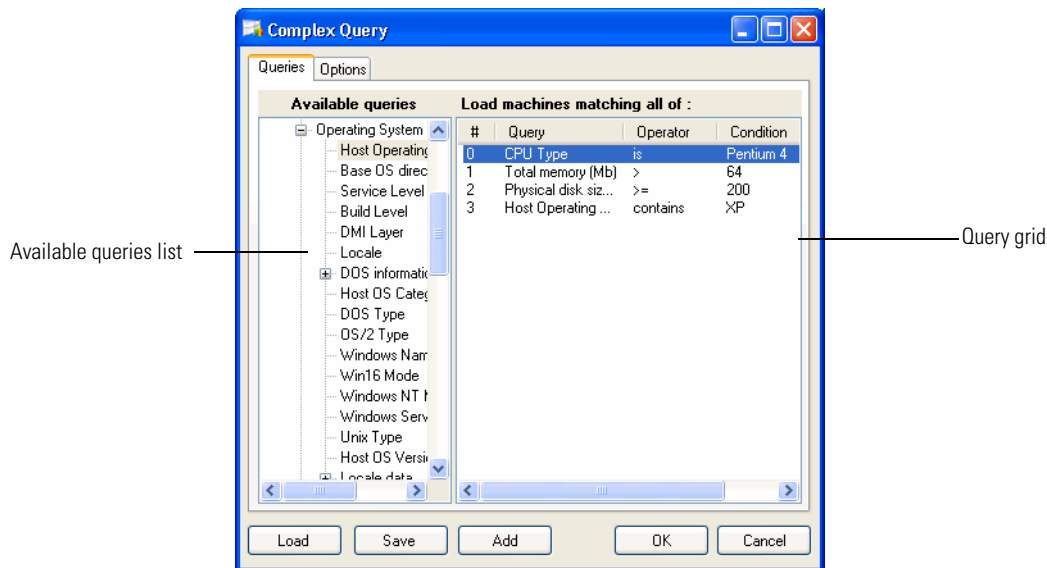 Complex Query
Queries Options
Available queries
Load machines matching all of :
Operating System
Host Operating
Base OS direc
Service Level
Build Level
DMI Layer
Locale
DOS informatic
Host OS Categ
DOS Type
OS/2 Type
Windows Nam
Win16 Mode
Windows NT
Windows Serv
Unix Type
Host OS Versi
Locale data
# Query Operator Condition
0 CPU Type is Pentium 4
1 Total memory (Mb) > 64
2 Physical disk siz... >= 200
3 Host Operating ... contains XP
Available queries list
Query grid
Load Save Add OK Cancel